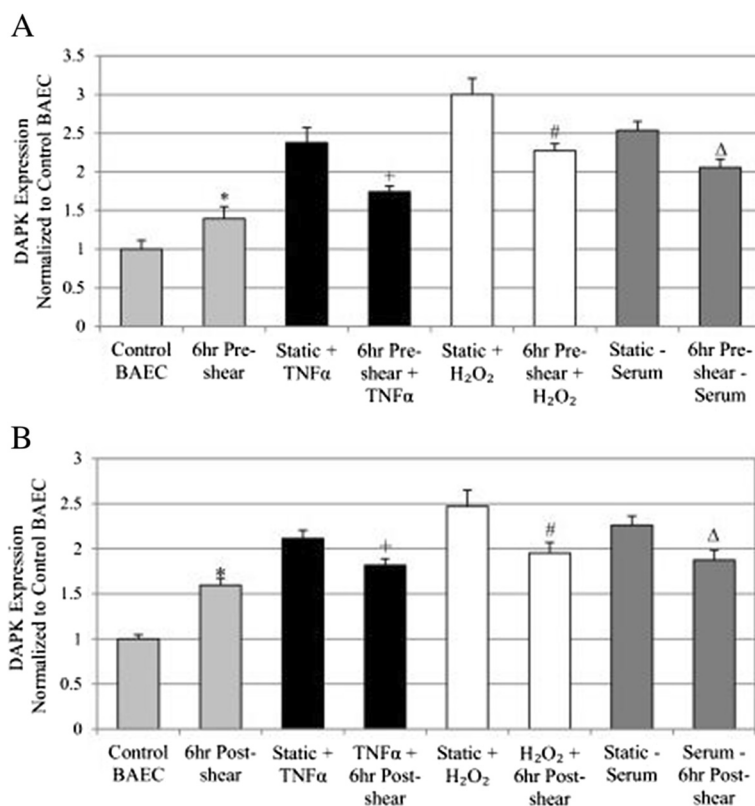 A
DAPK Expression
Normalized to Control BAEC
3.5
3
2.5
2
1.5
1
0.5
0
*
+
#
Δ
Control
BAEC
6hr Pre-
shear
Static +
TNFα
6hr Pre-
shear +
TNFα
Static +
H₂O₂
6hr Pre-
shear +
H₂O₂
Static -
Serum
6hr Pre-
shear -
Serum
B
DAPK Expression
Normalized to Control BAEC
3
2.5
2
1.5
1
0.5
0
*
+
#
Δ
Control
BAEC
6hr Post-
shear
Static +
TNFα
TNFα +
6hr Post-
shear
Static +
H₂O₂
H₂O₂ +
6hr Post-
shear
Static -
Serum
Serum -
6hr Post-
shear